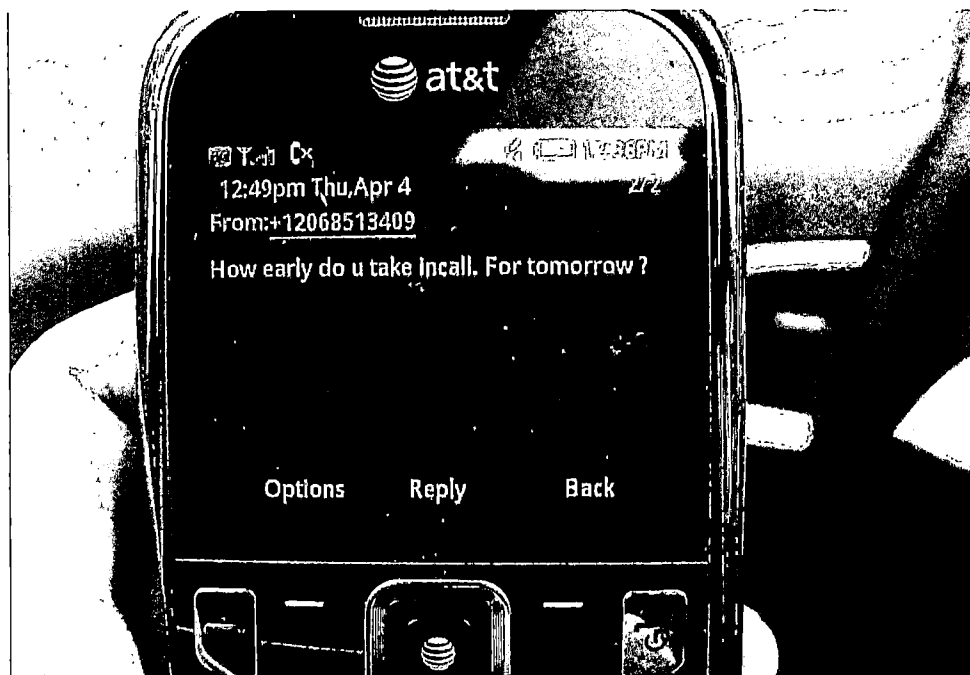 at&t
12:49pm Thu,Apr 4
2/2
From:+12068513409
How early do u take Incall. For tomorrow ?
Options Reply Back